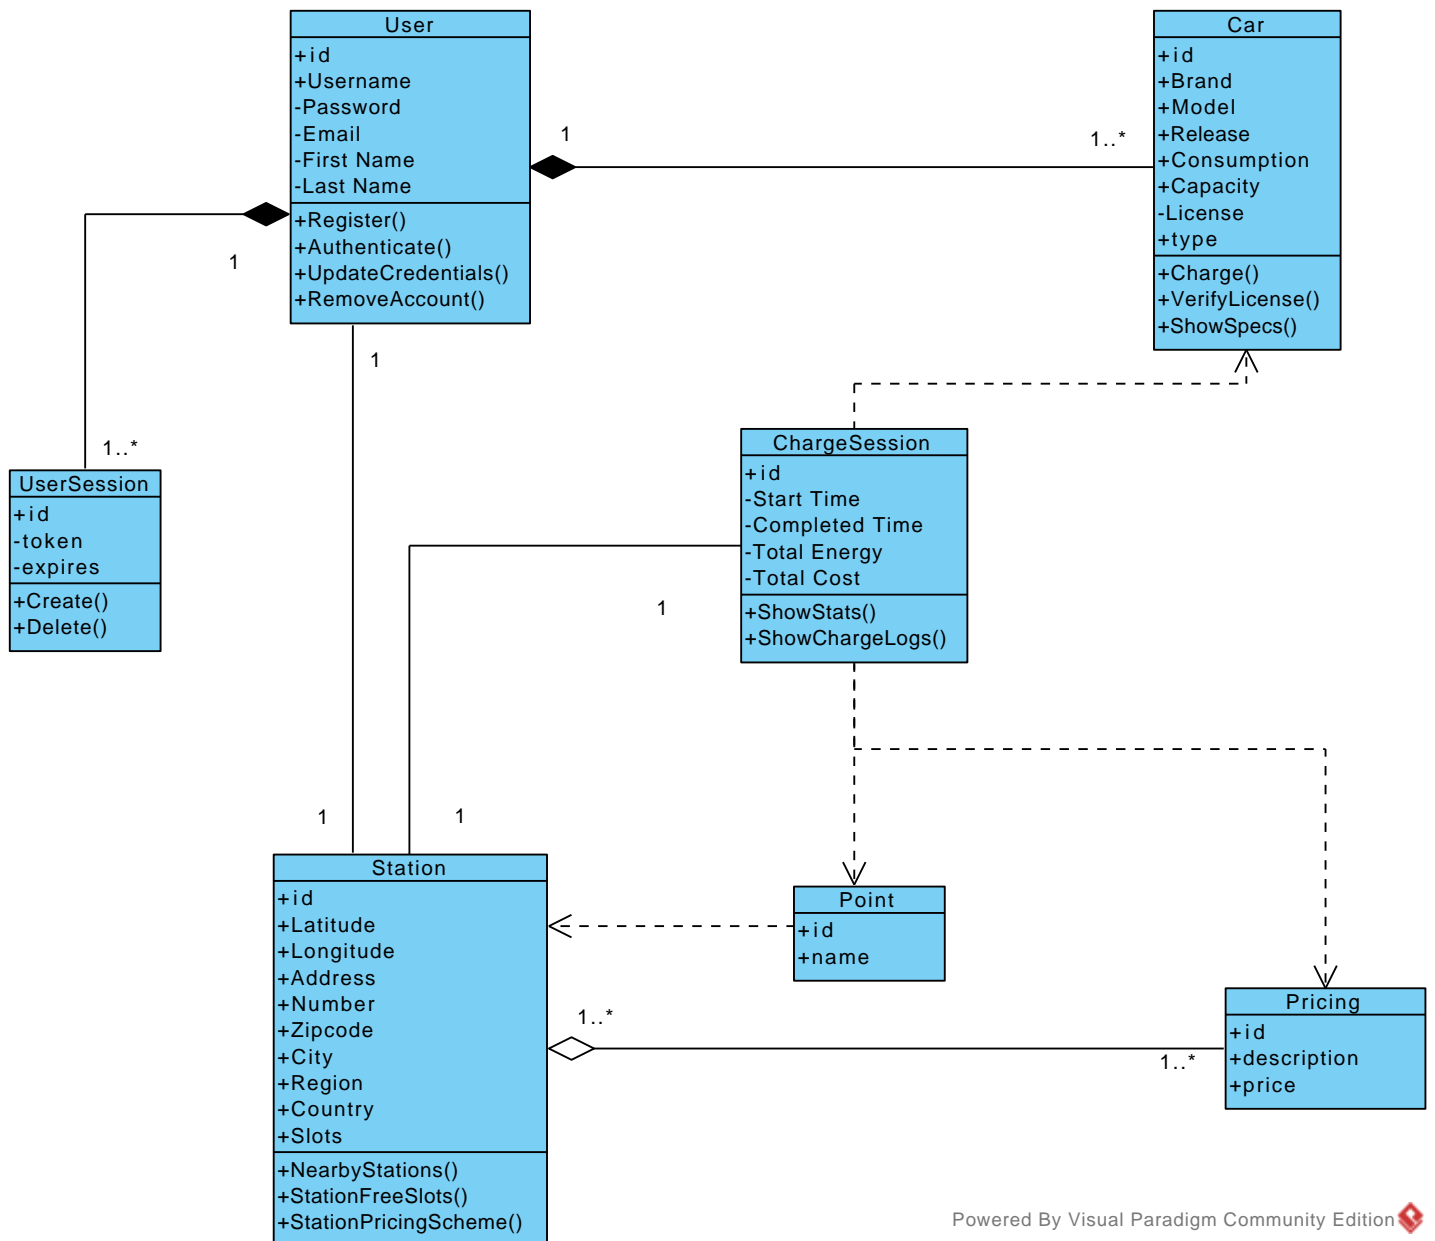 User
+id
+Username
-Password
-Email
-First Name
-Last Name
+Register()
+Authenticate()
+UpdateCredentials()
+RemoveAccount()
1
1..*
Car
+id
+Brand
+Model
+Release
+Consumption
+Capacity
-License
+type
+Charge()
+VerifyLicense()
+ShowSpecs()
1
1..*
UserSession
+id
-token
-expires
+Create()
+Delete()
1
1
ChargeSession
+id
-Start Time
-Completed Time
-Total Energy
-Total Cost
+ShowStats()
+ShowChargeLogs()
1
1
Station
+id
+Latitude
+Longitude
+Address
+Number
+Zipcode
+City
+Region
+Country
+Slots
+NearbyStations()
+StationFreeSlots()
+StationPricingScheme()
Point
+id
+name
1..*
1..*
Pricing
+id
+description
+price
Powered By Visual Paradigm Community Edition